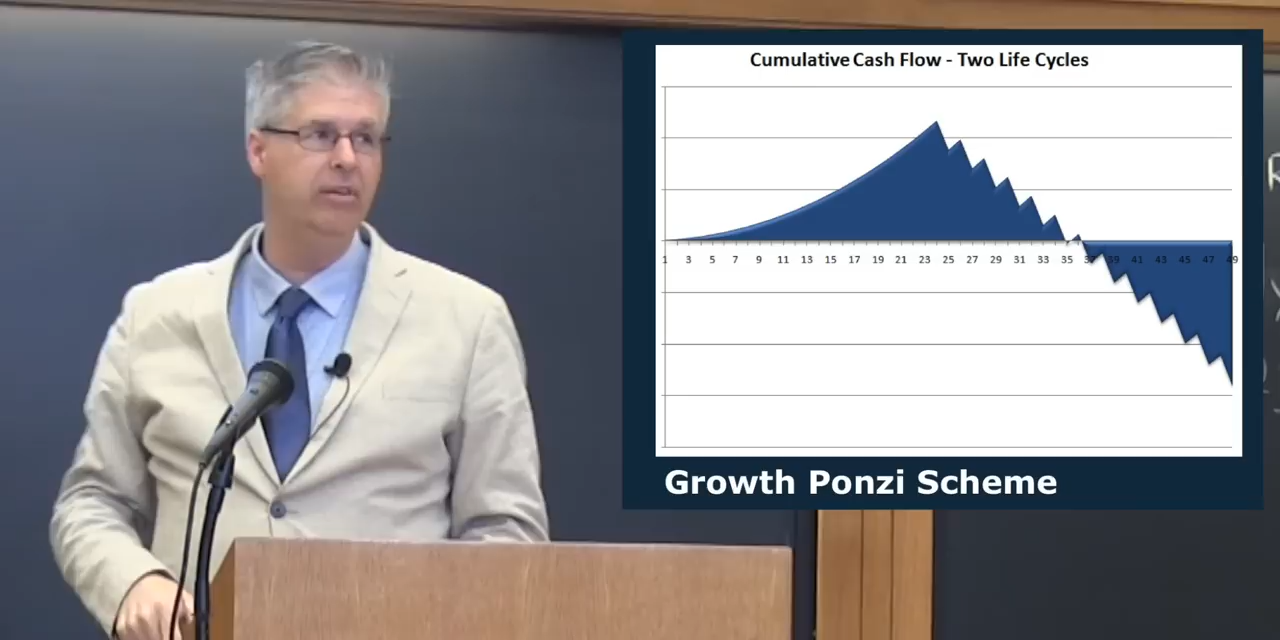 Cumulative Cash Flow - Two Life Cycles
1 3 5 7 9 11 13 15 17 19 21 23 25 27 29 31 33 35 37 39 41 43 45 47 49
Growth Ponzi Scheme